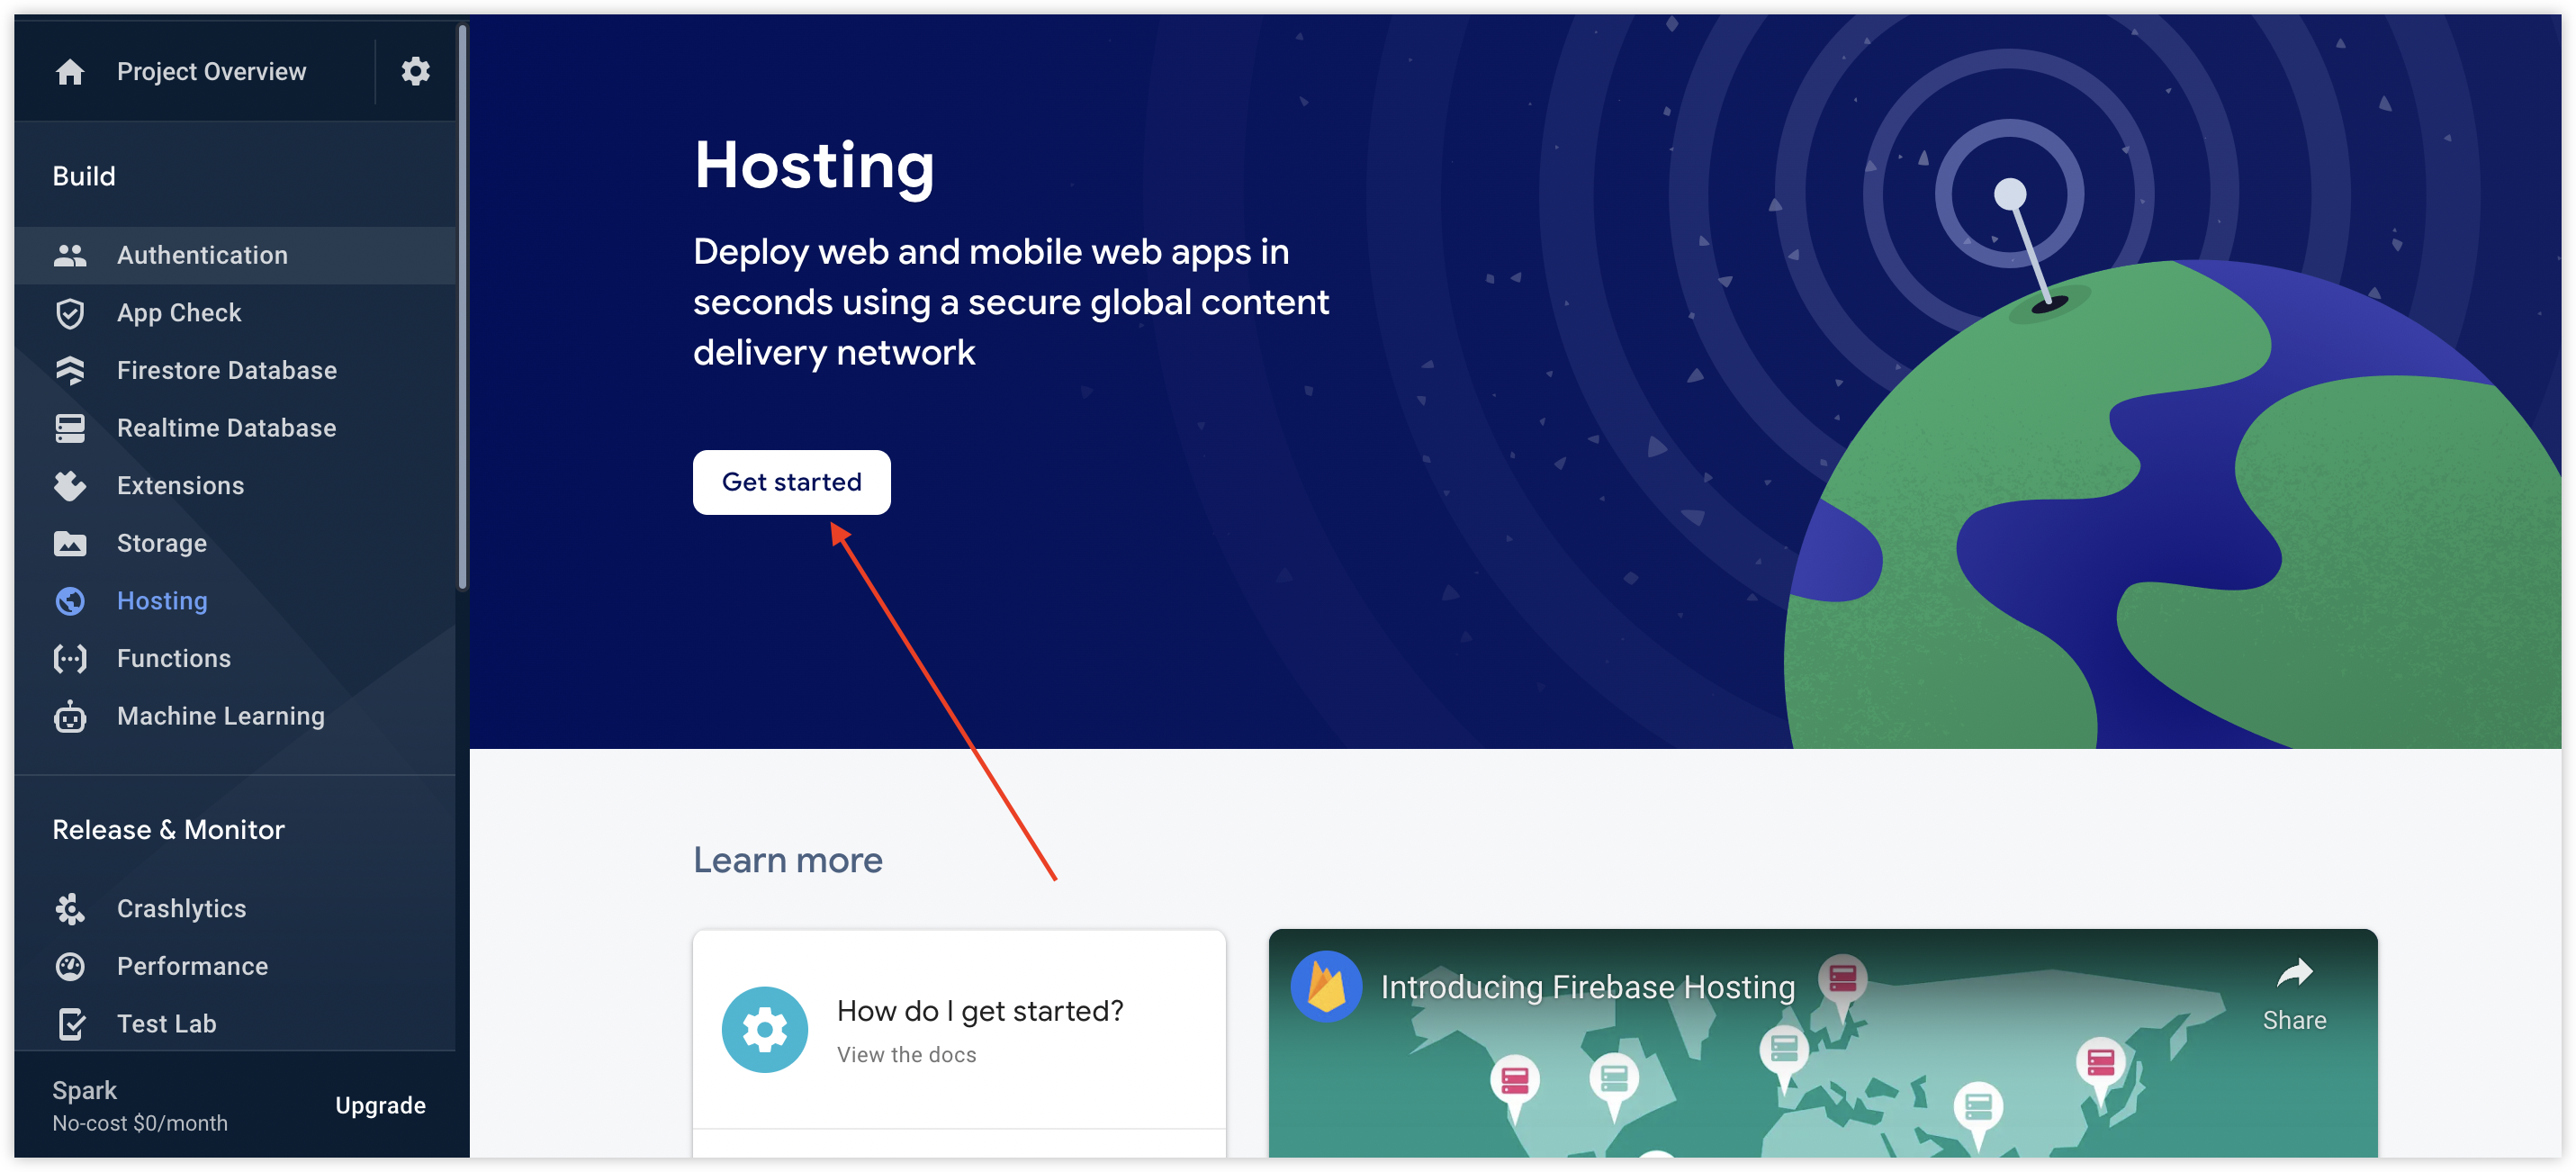 Project Overview
Build
Authentication
App Check
Firestore Database
Realtime Database
Extensions
Storage
Hosting
Functions
Machine Learning
Release & Monitor
Crashlytics
Performance
Test Lab
Spark
No-cost $0/month
Upgrade
Hosting
Deploy web and mobile web apps in
seconds using a secure global content
delivery network
Get started
Learn more
How do I get started?
View the docs
Introducing Firebase Hosting
Share